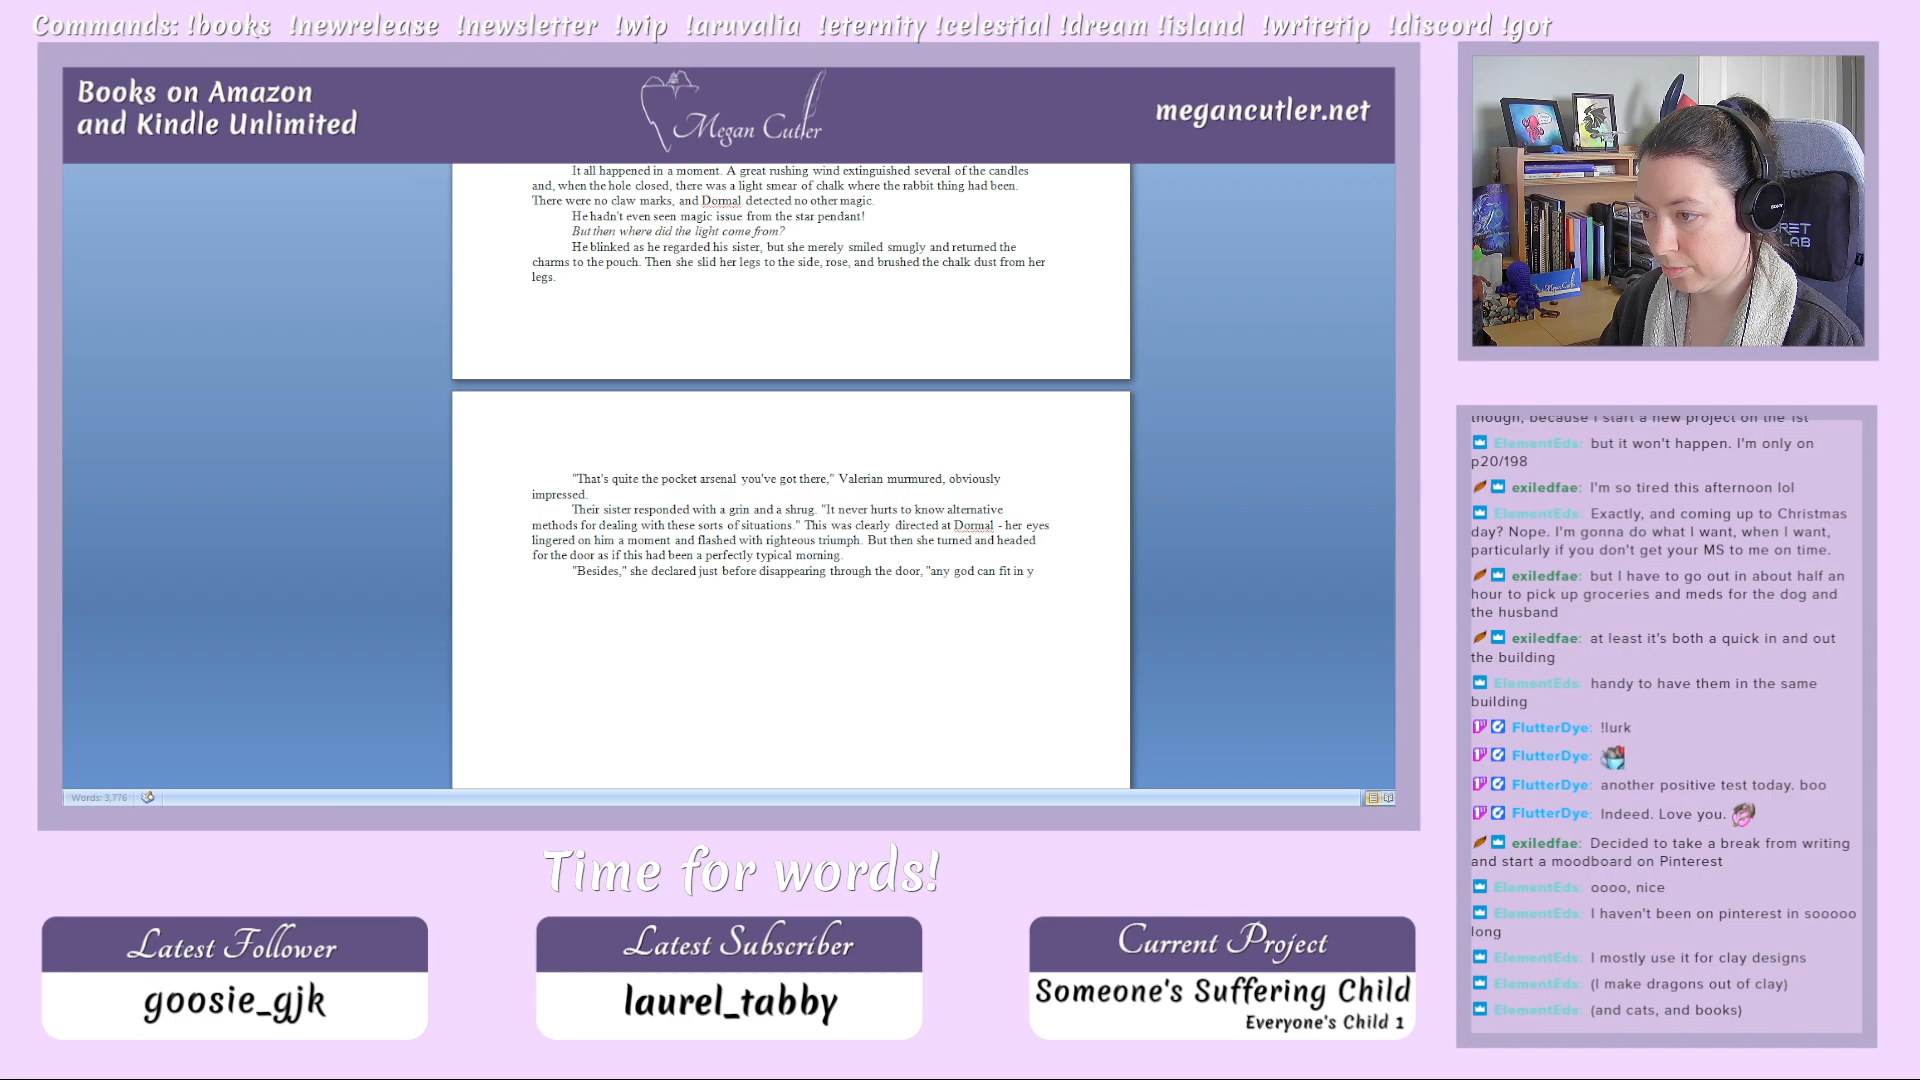 Commands: !books !newrelease !newsletter !wip !aruvalia !eternity !celestial !dream !island !writetip !discord !got
Books on Amazon
and Kindle Unlimited
Megan Cutler
megancutler.net
It all happened in a moment. A great rushing wind extinguished several of the candles
and, when the hole closed, there was a light smear of chalk where the rabbit thing had been.
There were no claw marks, and Dormal detected no other magic.
He hadn't even seen magic issue from the star pendant!
But then where did the light come from?
He blinked as he regarded his sister, but she merely smiled smugly and returned the
charms to the pouch. Then she slid her legs to the side, rose, and brushed the chalk dust from her
legs.
"That's quite the pocket arsenal you've got there," Valerian murmured, obviously
impressed.
Their sister responded with a grin and a shrug. "It never hurts to know alternative
methods for dealing with these sorts of situations." This was clearly directed at Dormal - her eyes
lingered on him a moment and flashed with righteous triumph. But then she turned and headed
for the door as if this had been a perfectly typical morning.
"Besides," she declared just before disappearing through the door, "any god can fit in y
Words: 3,776
SONY
though, because I start a new project on the 1st
ElementEds: but it won't happen. I'm only on
p20/198
exiledfae: I'm so tired this afternoon lol
ElementEds: Exactly, and coming up to Christmas
day? Nope. I'm gonna do what I want, when I want,
particularly if you don't get your MS to me on time.
exiledfae: but I have to go out in about half an
hour to pick up groceries and meds for the dog and
the husband
exiledfae: at least it's both a quick in and out
the building
ElementEds: handy to have them in the same
building
FlutterDye: !lurk
FlutterDye:
FlutterDye: another positive test today. boo
FlutterDye: Indeed. Love you.
exiledfae: Decided to take a break from writing
and start a moodboard on Pinterest
ElementEds: oooo, nice
ElementEds: I haven't been on pinterest in sooooo
long
ElementEds: I mostly use it for clay designs
ElementEds: (I make dragons out of clay)
ElementEds: (and cats, and books)
Time for words!
Latest Follower
goosie_gjk
Latest Subscriber
laurel_tabby
Current Project
Someone's Suffering Child
Everyone's Child 1